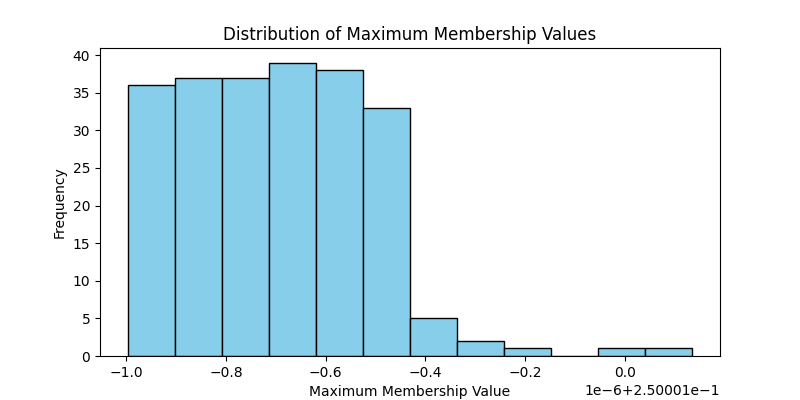 Distribution of Maximum Membership Values
Frequency
40
35
30
25
20
15
10
5
0
−1.0 −0.8 −0.6 −0.4 −0.2 0.0
Maximum Membership Value
1e−6+2.50001e−1